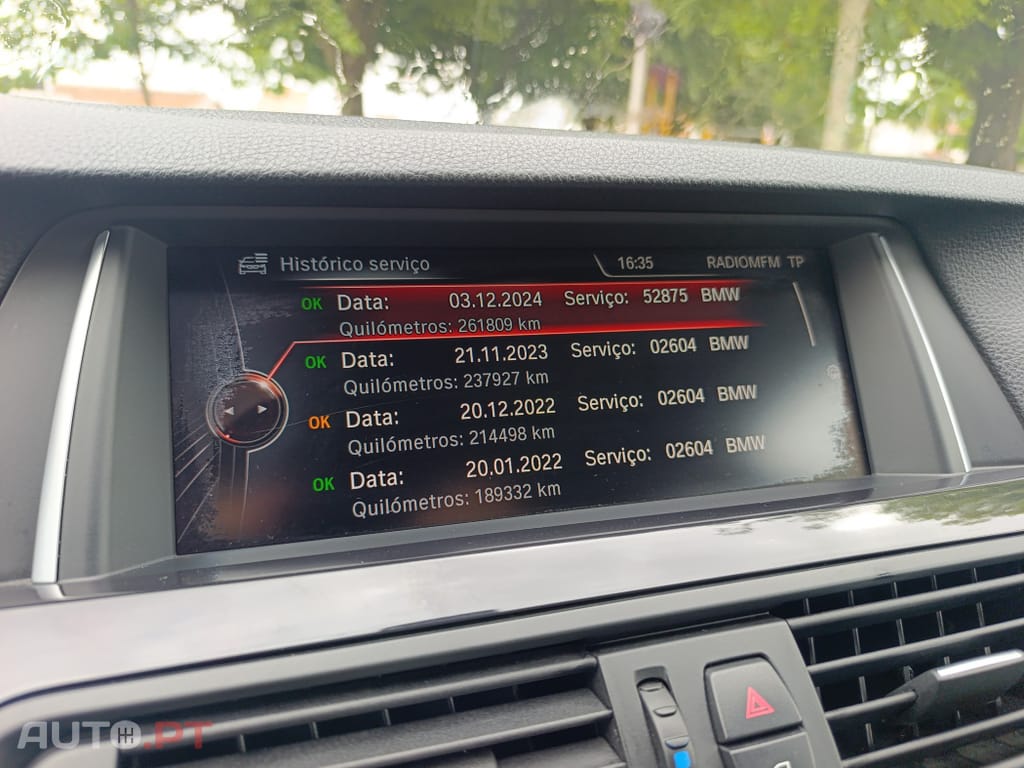 Histórico serviço 16:35 RADIOMFM TP
OK Data: 03.12.2024 Serviço: 52875 BMW
Quilómetros: 261809 km
OK Data: 21.11.2023 Serviço: 02604 BMW
Quilómetros: 237927 km
OK Data: 20.12.2022 Serviço: 02604 BMW
Quilómetros: 214498 km
OK Data: 20.01.2022 Serviço: 02604 BMW
Quilómetros: 189332 km
AUTO.PT